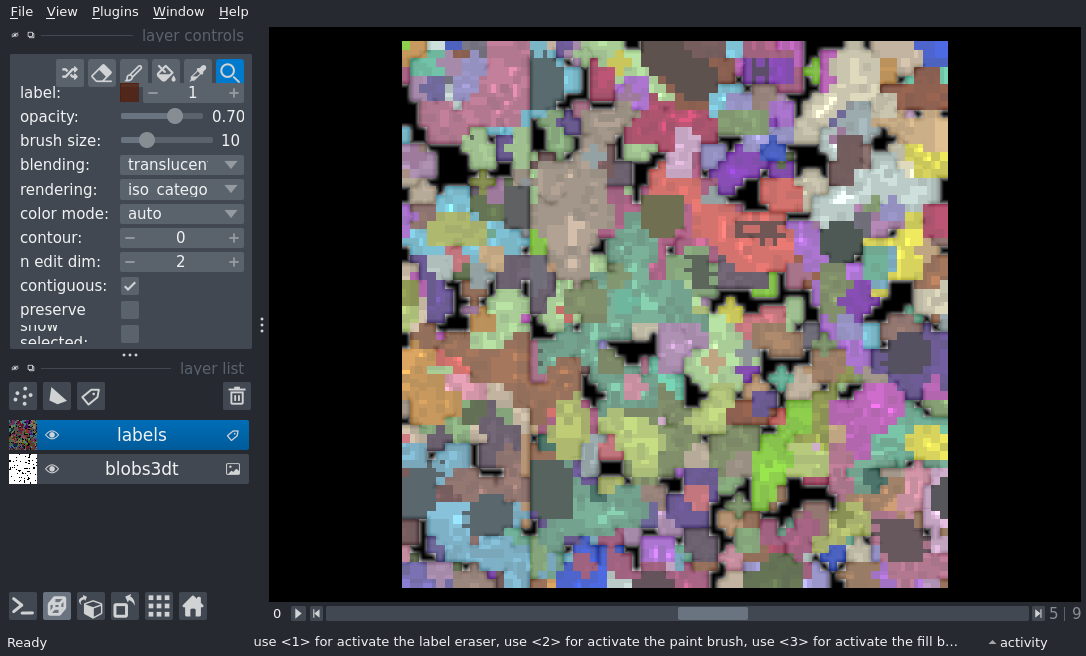 File View Plugins Window Help
layer controls
label: 1
opacity: 0.70
brush size: 10
blending: translucen
rendering: iso_catego
color mode: auto
contour: 0
n edit dim: 2
contiguous:
preserve
show
selected:
layer list
labels
blobs3dt
0 5 | 9
Ready use <1> for activate the label eraser, use <2> for activate the paint brush, use <3> for activate the fill b... activity